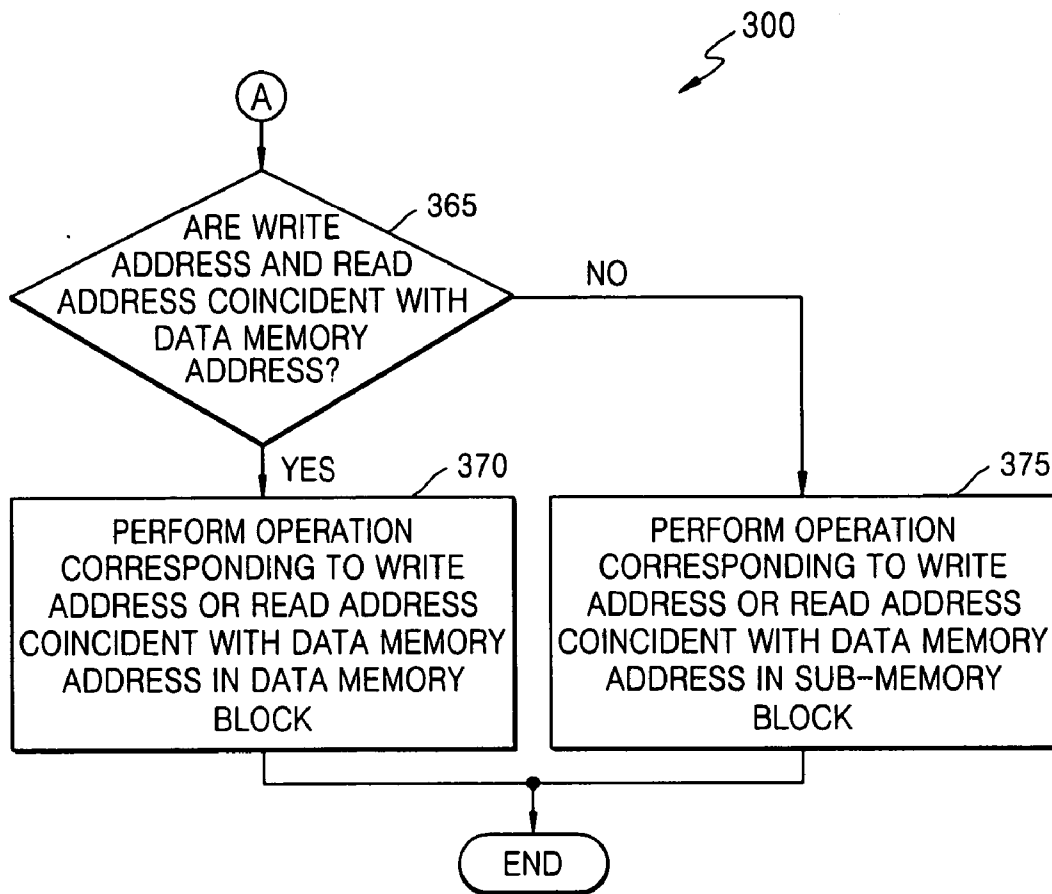 300
A
365
ARE WRITE
ADDRESS AND READ
ADDRESS COINCIDENT WITH
DATA MEMORY
ADDRESS?
NO
YES
370
375
PERFORM OPERATION
CORRESPONDING TO WRITE
ADDRESS OR READ ADDRESS
COINCIDENT WITH DATA MEMORY
ADDRESS IN DATA MEMORY
BLOCK
PERFORM OPERATION
CORRESPONDING TO WRITE
ADDRESS OR READ ADDRESS
COINCIDENT WITH DATA MEMORY
ADDRESS IN SUB-MEMORY
BLOCK
END